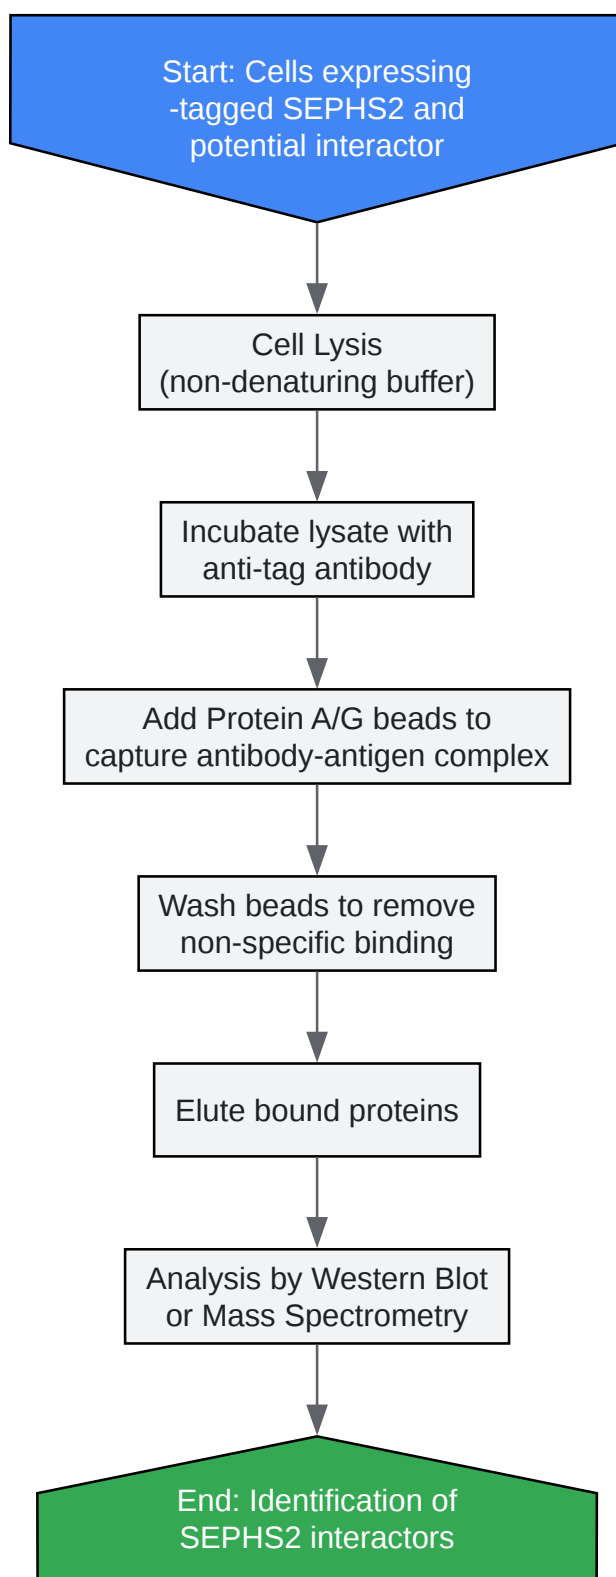 Start: Cells expressing
-tagged SEPHS2 and
potential interactor
Cell Lysis
(non-denaturing buffer)
Incubate lysate with
anti-tag antibody
Add Protein A/G beads to
capture antibody-antigen complex
Wash beads to remove
non-specific binding
Elute bound proteins
Analysis by Western Blot
or Mass Spectrometry
End: Identification of
SEPHS2 interactors